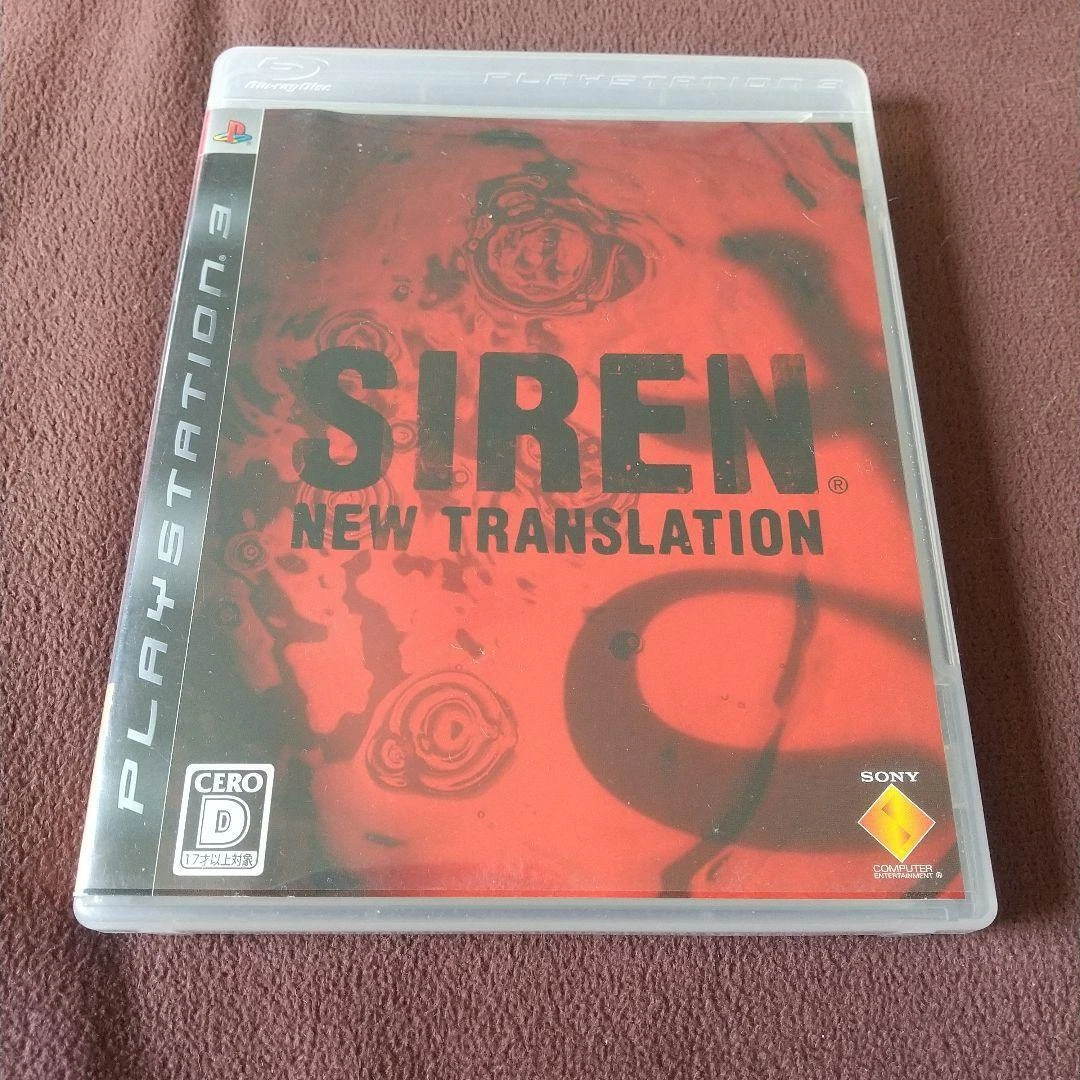 Blu-ray Disc
PLAYSTATION 3
PLAYSTATION®3
SIREN®
NEW TRANSLATION
CERO
D
17才以上対象
SONY
COMPUTER
ENTERTAINMENT®